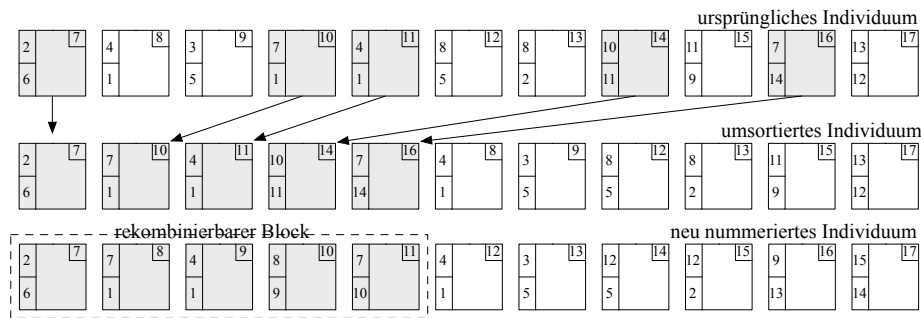 ursprüngliches Individuum
7 8 9 10 11 12 13 14 15 16 17
2 4 3 7 4 8 8 10 11 7 13
6 1 5 1 1 5 2 11 9 14 12
umsortiertes Individuum
7 10 11 14 16 8 9 12 13 15 17
2 7 4 10 7 4 3 8 8 11 13
6 1 1 11 14 1 5 5 2 9 12
rekombinierbarer Block neu nummeriertes Individuum
7 8 9 10 11 12 13 14 15 16 17
2 7 4 8 7 4 3 12 12 9 15
6 1 1 9 10 1 5 5 2 13 14